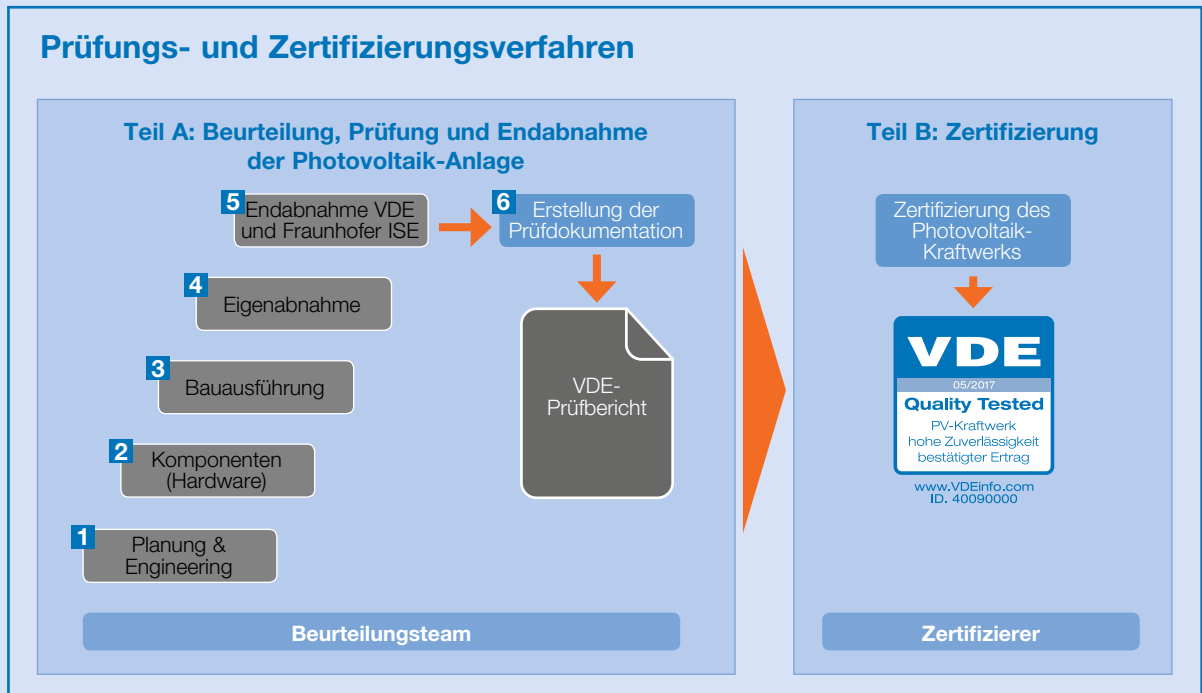 Prüfungs- und Zertifizierungsverfahren
Teil A: Beurteilung, Prüfung und Endabnahme
der Photovoltaik-Anlage
5
Endabnahme VDE
und Fraunhofer ISE
6
Erstellung der
Prüfdokumentation
4
Eigenabnahme
3
Bauausführung
VDE-
Prüfbericht
2
Komponenten
(Hardware)
1
Planung &
Engineering
Beurteilungsteam
Teil B: Zertifizierung
Zertifizierung des
Photovoltaik-
Kraftwerks
VDE
05/2017
Quality Tested
PV-Kraftwerk
hohe Zuverlässigkeit
bestätigter Ertrag
www.VDEinfo.com
ID. 40090000
Zertifizierer